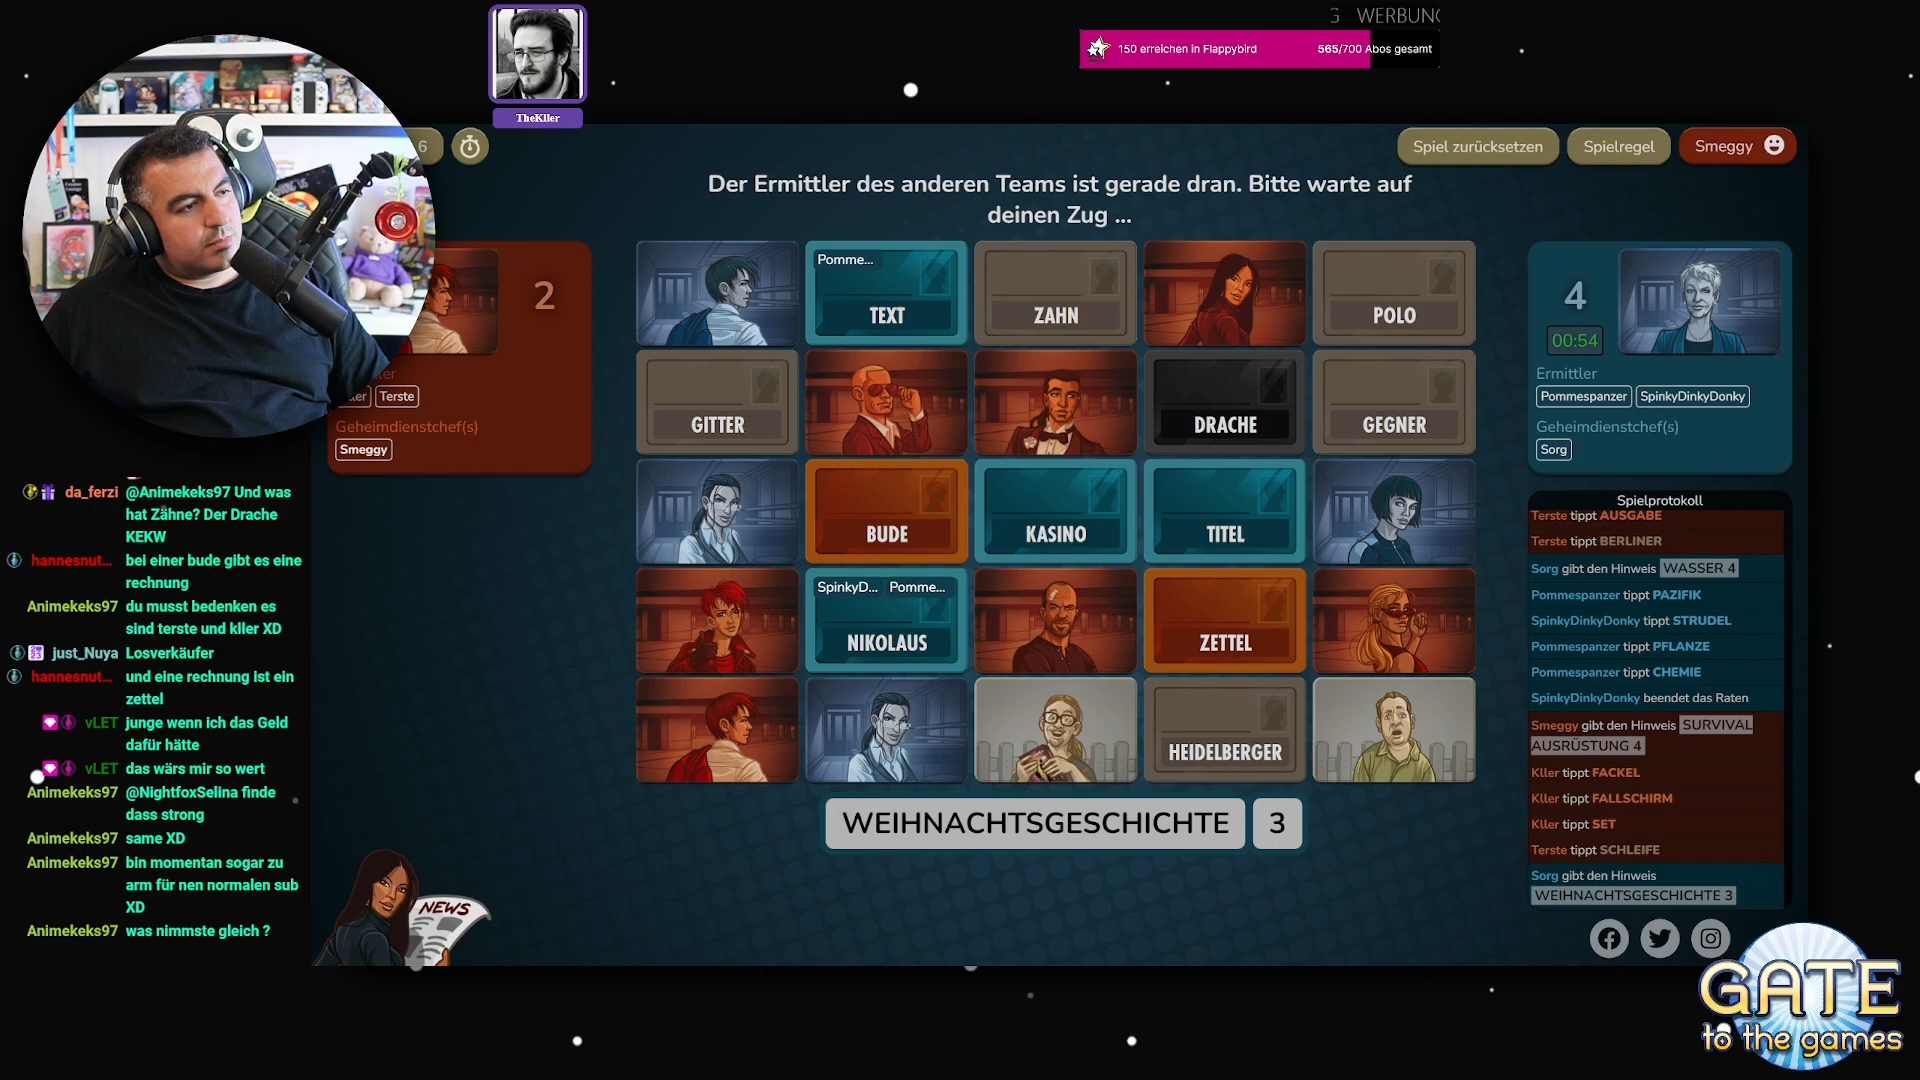 WERBUNG
150 erreichen in Flappybird
565/700 Abos gesamt
TheKller
6
Spiel zurücksetzen
Spielregel
Smeggy
Der Ermittler des anderen Teams ist gerade dran. Bitte warte auf
deinen Zug ...
2
Terste
Geheimdienstchef(s)
Smeggy
Pomme...
TEXT
ZAHN
POLO
GITTER
DRACHE
GEGNER
BUDE
KASINO
TITEL
SpinkyD...
Pomme...
NIKOLAUS
ZETTEL
HEIDELBERGER
WEIHNACHTSGESCHICHTE
3
NEWS
4
00:54
Ermittler
Pommespanzer
SpinkyDinkyDonky
Geheimdienstchef(s)
Sorg
Spielprotokoll
Terste tippt AUSGABE
Terste tippt BERLINER
Sorg gibt den Hinweis WASSER 4
Pommespanzer tippt PAZIFIK
SpinkyDinkyDonky tippt STRUDEL
Pommespanzer tippt PFLANZE
Pommespanzer tippt CHEMIE
SpinkyDinkyDonky beendet das Raten
Smeggy gibt den Hinweis SURVIVAL
AUSRÜSTUNG 4
Kller tippt FACKEL
Kller tippt FALLSCHIRM
Kller tippt SET
Terste tippt SCHLEIFE
Sorg gibt den Hinweis
WEIHNACHTSGESCHICHTE 3
da_ferzi @Animekeks97 Und was
hat Zähne? Der Drache
KEKW
hannesnut... bei einer bude gibt es eine
rechnung
Animekeks97 du musst bedenken es
sind terste und kller XD
just_Nuya Losverkäufer
hannesnut... und eine rechnung ist ein
zettel
vLET junge wenn ich das Geld
dafür hätte
vLET das wärs mir so wert
Animekeks97 @NightfoxSelina finde
dass strong
Animekeks97 same XD
Animekeks97 bin momentan sogar zu
arm für nen normalen sub
XD
Animekeks97 was nimmste gleich ?
GATE
to the games